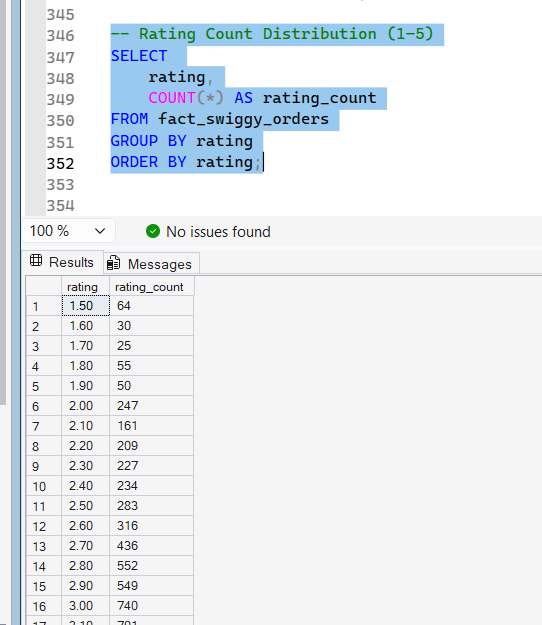 345
346 -- Rating Count Distribution (1-5)
347 SELECT
348 rating,
349 COUNT(*) AS rating_count
350 FROM fact_swiggy_orders
351 GROUP BY rating
352 ORDER BY rating;
353
354
100 % No issues found
Results Messages
rating rating_count
1 1.50 64
2 1.60 30
3 1.70 25
4 1.80 55
5 1.90 50
6 2.00 247
7 2.10 161
8 2.20 209
9 2.30 227
10 2.40 234
11 2.50 283
12 2.60 316
13 2.70 436
14 2.80 552
15 2.90 549
16 3.00 740
17 3.10 701